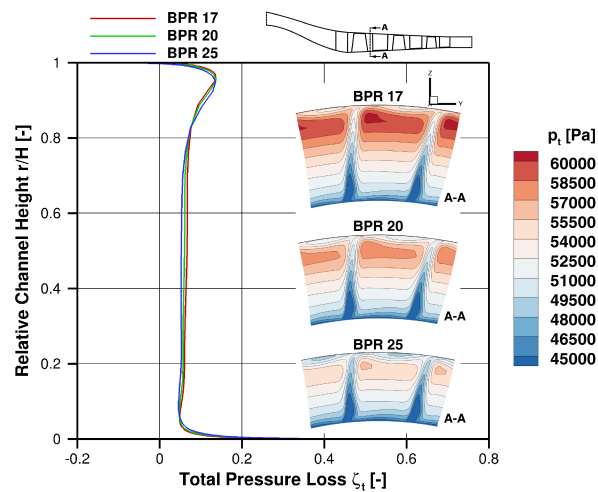 BPR 17
BPR 20
BPR 25
A
A
Z
Y
BPR 17
A-A
BPR 20
A-A
BPR 25
A-A
p_t [Pa]
60000
58500
57000
55500
54000
52500
51000
49500
48000
46500
45000
Relative Channel Height r/H [-]
1
0.8
0.6
0.4
0.2
0
-0.2
0
0.2
0.4
0.6
0.8
Total Pressure Loss ζ_t [-]